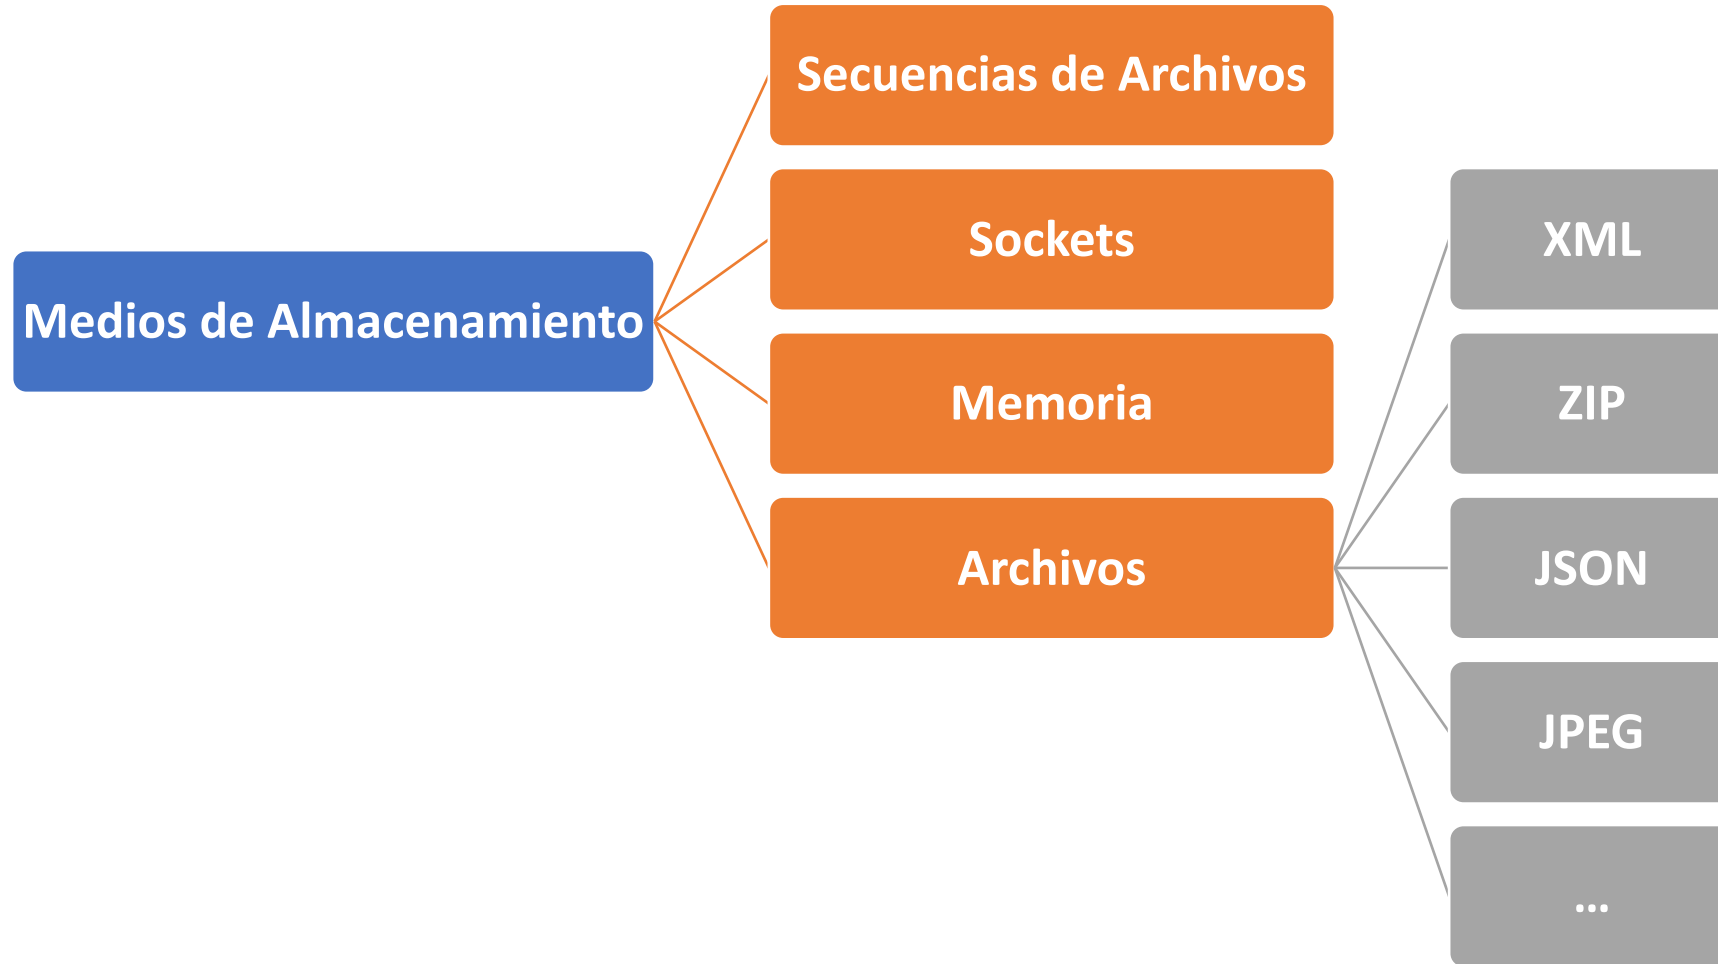 Medios de Almacenamiento
Secuencias de Archivos
Sockets
Memoria
Archivos
XML
ZIP
JSON
JPEG
...